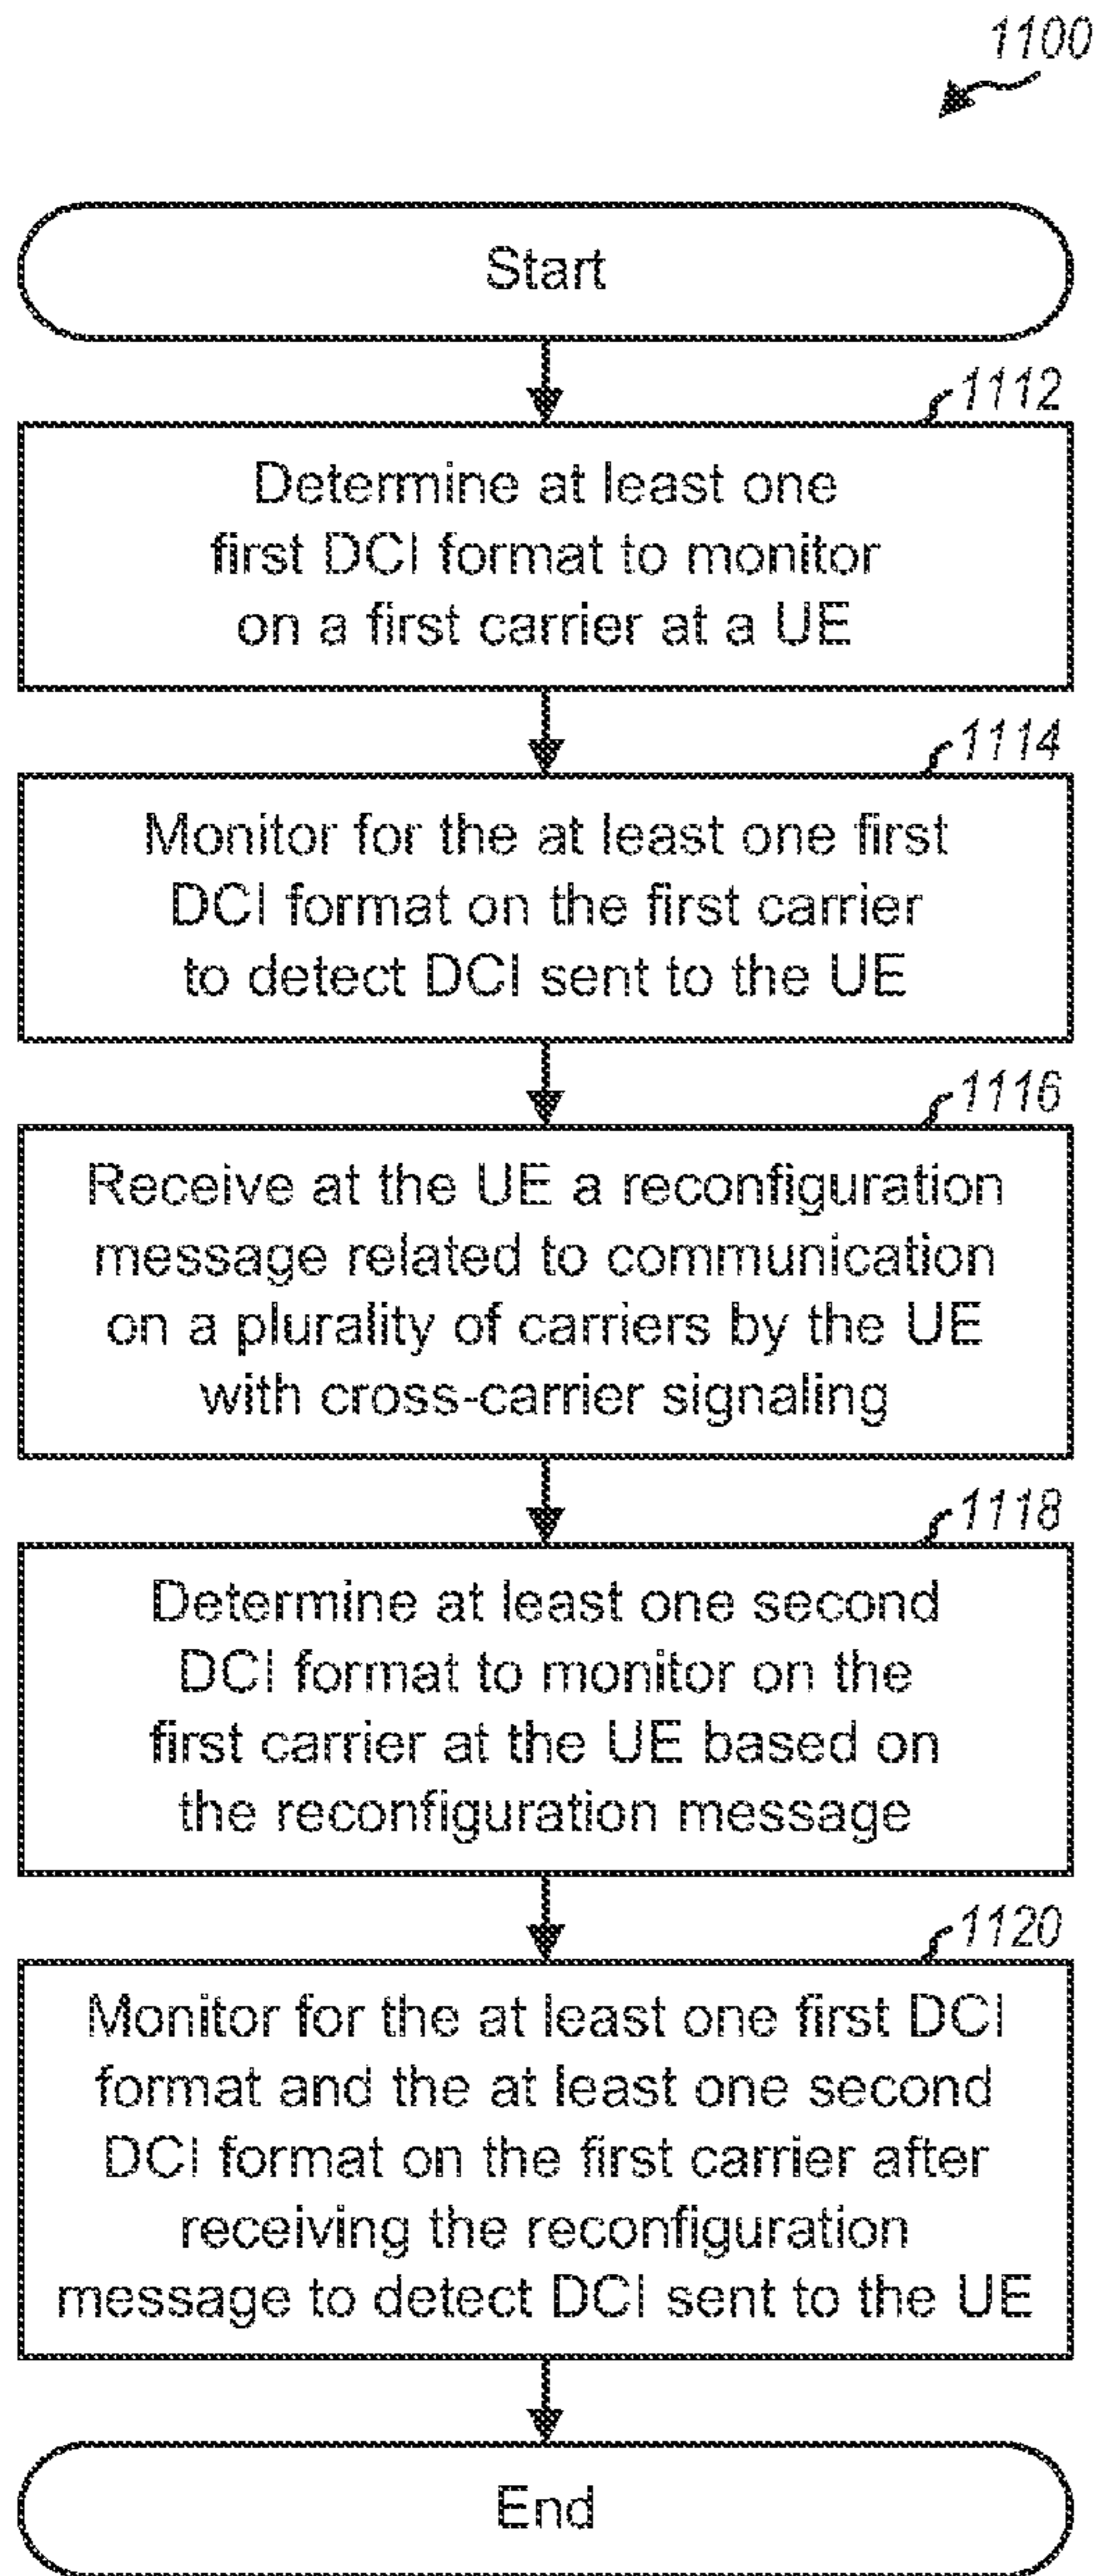 1100
Start
1112
Determine at least one
first DCI format to monitor
on a first carrier at a UE
1114
Monitor for the at least one first
DCI format on the first carrier
to detect DCI sent to the UE
1116
Receive at the UE a reconfiguration
message related to communication
on a plurality of carriers by the UE
with cross-carrier signaling
1118
Determine at least one second
DCI format to monitor on the
first carrier at the UE based on
the reconfiguration message
1120
Monitor for the at least one first DCI
format and the at least one second
DCI format on the first carrier after
receiving the reconfiguration
message to detect DCI sent to the UE
End